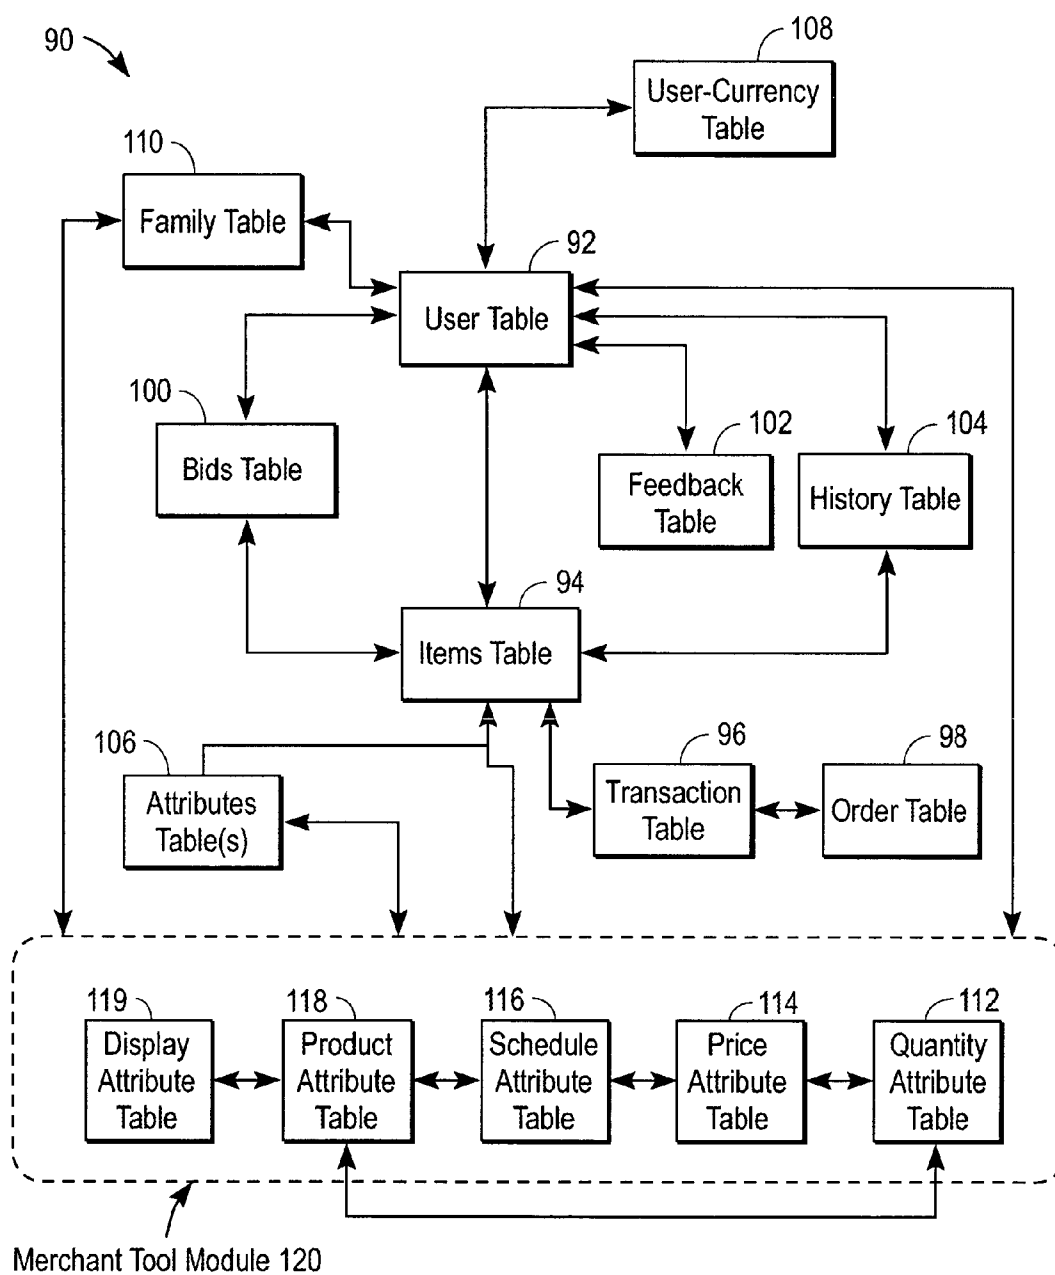 90
108
User-Currency
Table
110
Family Table
92
User Table
100
Bids Table
102
Feedback
Table
104
History Table
94
Items Table
106
Attributes
Table(s)
96
Transaction
Table
98
Order Table
119
Display
Attribute
Table
118
Product
Attribute
Table
116
Schedule
Attribute
Table
114
Price
Attribute
Table
112
Quantity
Attribute
Table
Merchant Tool Module 120